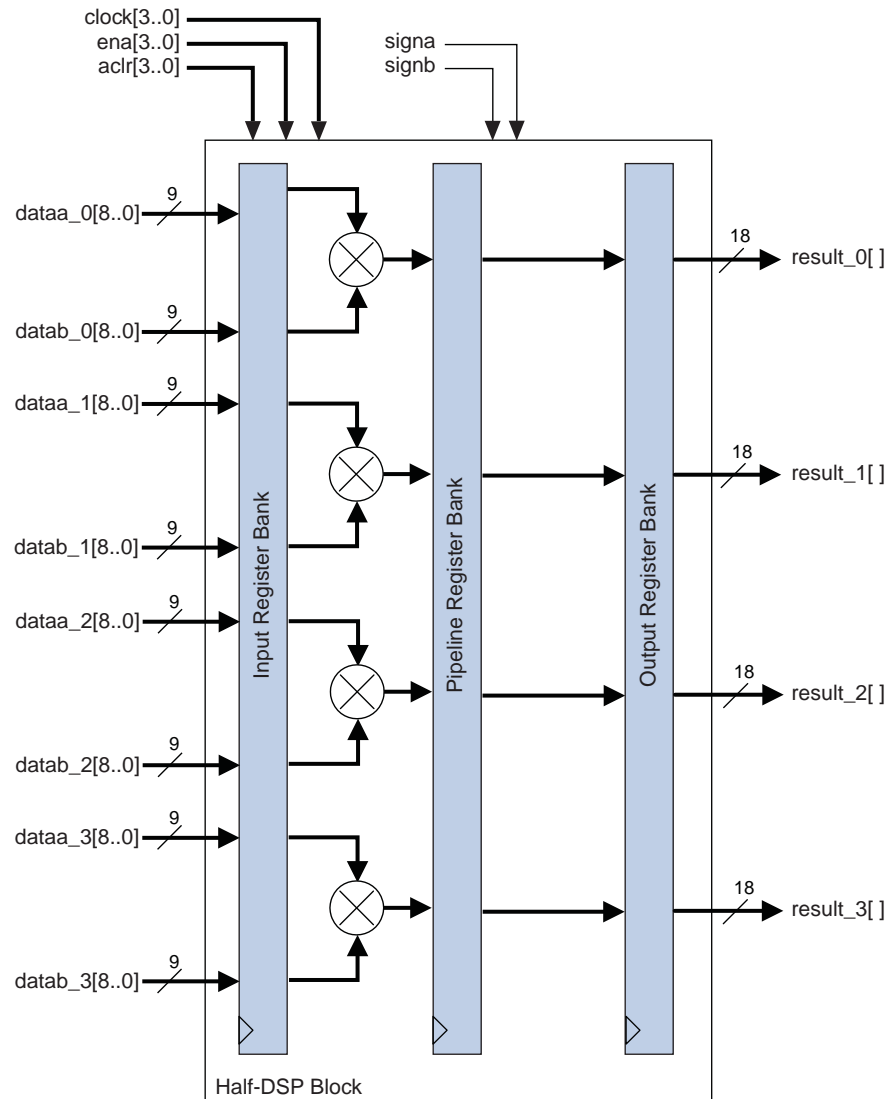 clock[3..0]
ena[3..0]
aclr[3..0]
signa
signb
dataa_0[8..0]
9
datab_0[8..0]
9
dataa_1[8..0]
9
datab_1[8..0]
9
dataa_2[8..0]
9
datab_2[8..0]
9
dataa_3[8..0]
9
datab_3[8..0]
9
Input Register Bank
Pipeline Register Bank
Output Register Bank
18
result_0[ ]
18
result_1[ ]
18
result_2[ ]
18
result_3[ ]
Half-DSP Block